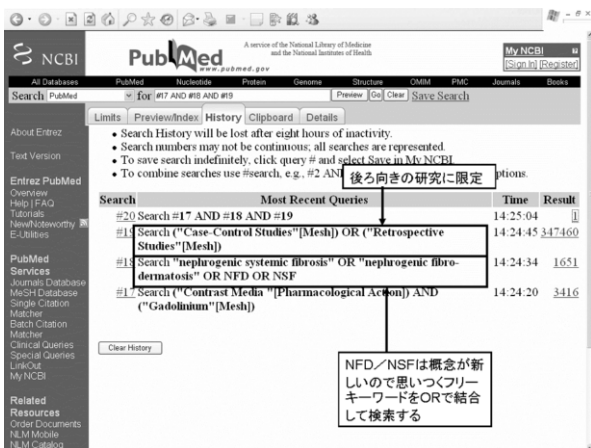 NCBI
PubMed
www.pubmed.gov
A service of the National Library of Medicine
and the National Institutes of Health
My NCBI
[Sign In] [Register]
All Databases PubMed Nucleotide Protein Genome Structure OMIM PMC Journals Books
Search PubMed for #17 AND #18 AND #19 Preview Go Clear Save Search
Limits Preview/Index History Clipboard Details
About Entrez
Text Version
Entrez PubMed
Overview
Help | FAQ
Tutorials
New/Noteworthy
E-Utilities
PubMed
Services
Journals Database
MeSH Database
Single Citation
Matcher
Batch Citation
Matcher
Clinical Queries
Special Queries
LinkOut
My NCBI
Related
Resources
Order Documents
NLM Mobile
NLM Catalog
• Search History will be lost after eight hours of inactivity.
• Search numbers may not be continuous; all searches are represented.
• To save search indefinitely, click query # and select Save in My NCBI.
• To combine searches use #search, e.g., #2 AN
ptions.
後ろ向きの研究に限定
Search Most Recent Queries Time Result
#20 Search #17 AND #18 AND #19 14:25:04 1
#19 Search ("Case-Control Studies"[Mesh]) OR ("Retrospective 14:24:45 347460
Studies"[Mesh])
#18 Search "nephrogenic systemic fibrosis" OR "nephrogenic fibro- 14:24:34 1651
dermatosis" OR NFD OR NSF
#17 Search ("Contrast Media "[Pharmacological Action]) AND 14:24:20 3416
("Gadolinium"[Mesh])
Clear History
NFD/NSFは概念が新
しいので思いつくフリー
キーワードをORで結合
して検索する